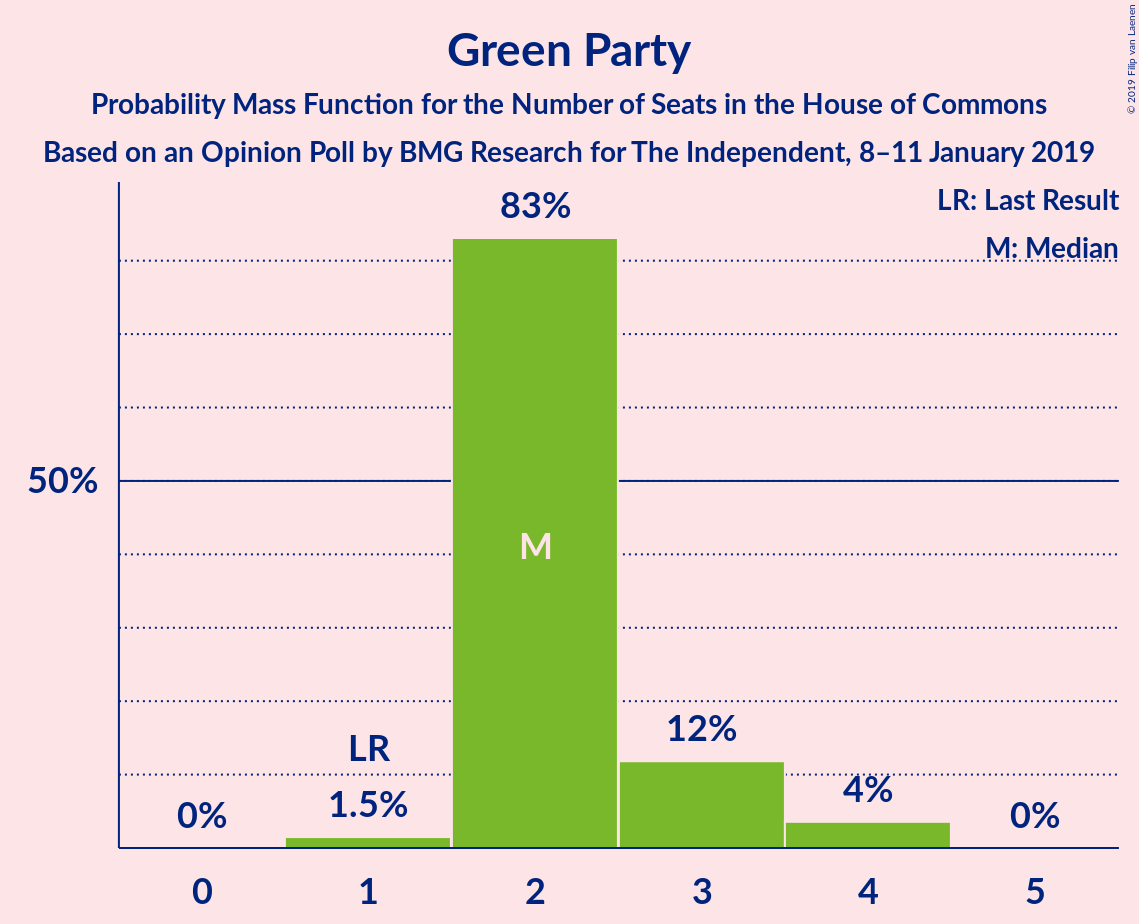 Green Party
Probability Mass Function for the Number of Seats in the House of Commons
Based on an Opinion Poll by BMG Research for The Independent, 8–11 January 2019
© 2019 Filip van Laenen
LR: Last Result
M: Median
83%
50%
M
12%
LR
4%
1.5%
0%
0%
0 1 2 3 4 5